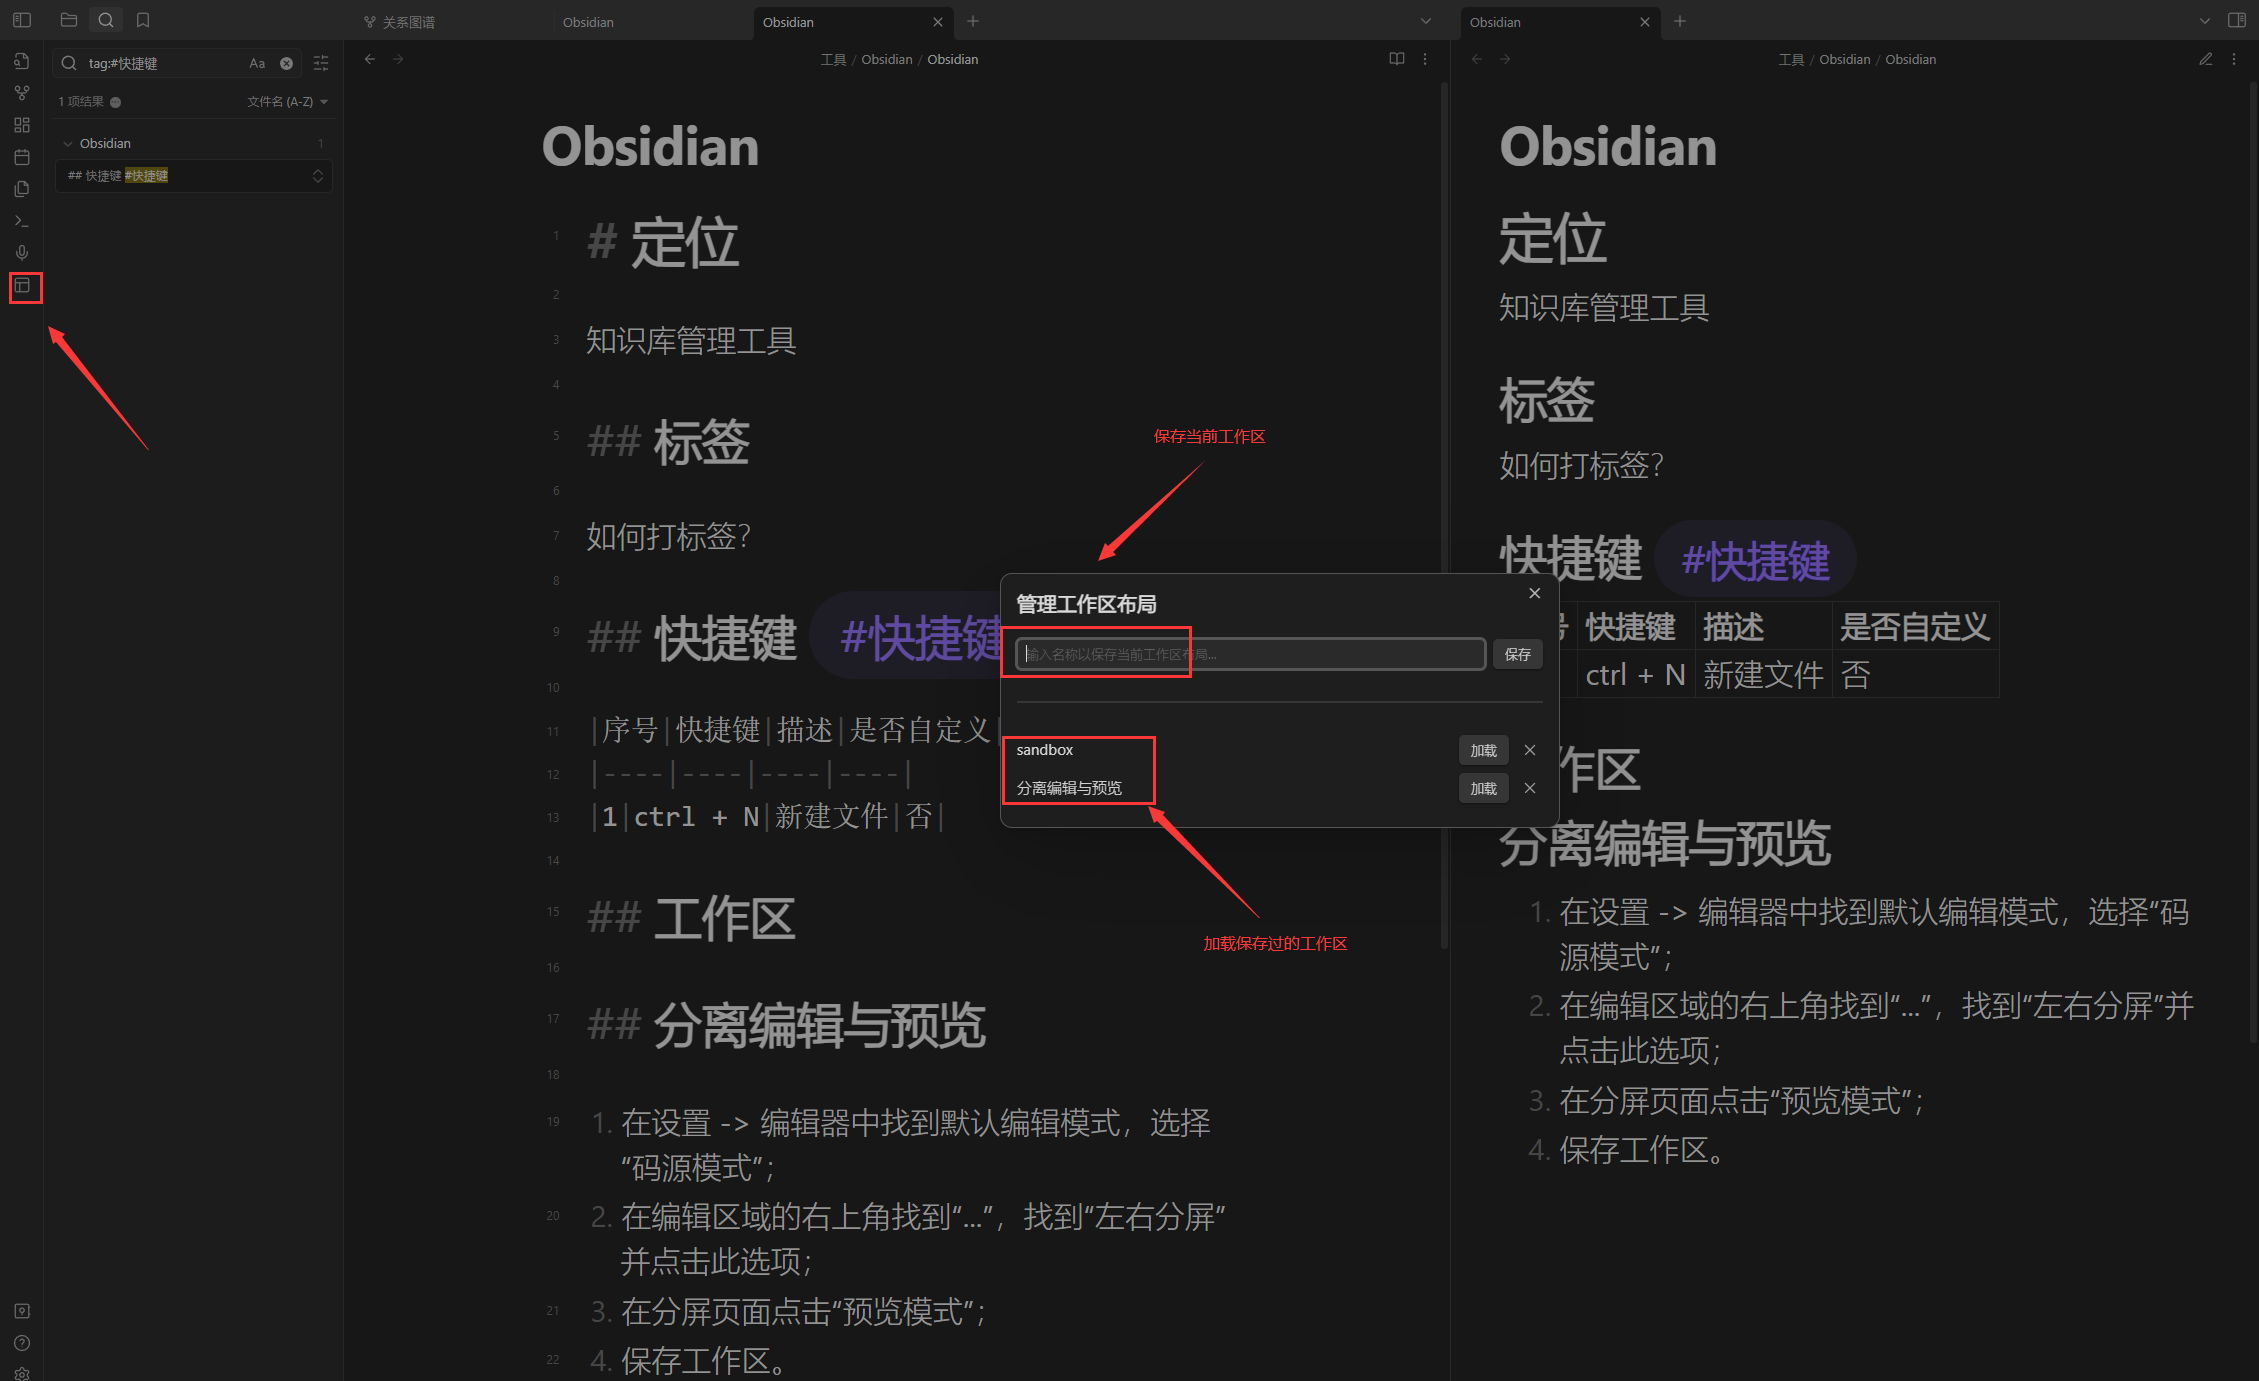 关系图谱
Obsidian
Obsidian
Obsidian
tag:#快捷键
Aa
1 项结果
文件名 (A-Z)
Obsidian
1
## 快捷键 #快捷键
工具 / Obsidian / Obsidian
Obsidian
1 # 定位
2
3 知识库管理工具
4
5 ## 标签
6
7 如何打标签？
8
9 ## 快捷键 #快捷键
10
11 |序号|快捷键|描述|是否自定义|
12 |----|----|----|----|
13 |1|ctrl + N|新建文件|否|
14
15 ## 工作区
16
17 ## 分离编辑与预览
18
19 1. 在设置 -> 编辑器中找到默认编辑模式，选择
“码源模式”；
20 2. 在编辑区域的右上角找到“...”，找到“左右分屏”
并点击此选项；
21 3. 在分屏页面点击“预览模式”；
22 4. 保存工作区。
保存当前工作区
管理工作区布局
输入名称以保存当前工作区布局...
保存
sandbox
加载
分离编辑与预览
加载
加载保存过的工作区
工具 / Obsidian / Obsidian
Obsidian
定位
知识库管理工具
标签
如何打标签？
快捷键 #快捷键
快捷键 描述 是否自定义
ctrl + N 新建文件 否
作区
分离编辑与预览
1. 在设置 -> 编辑器中找到默认编辑模式，选择“码
源模式”；
2. 在编辑区域的右上角找到“...”，找到“左右分屏”并
点击此选项；
3. 在分屏页面点击“预览模式”；
4. 保存工作区。